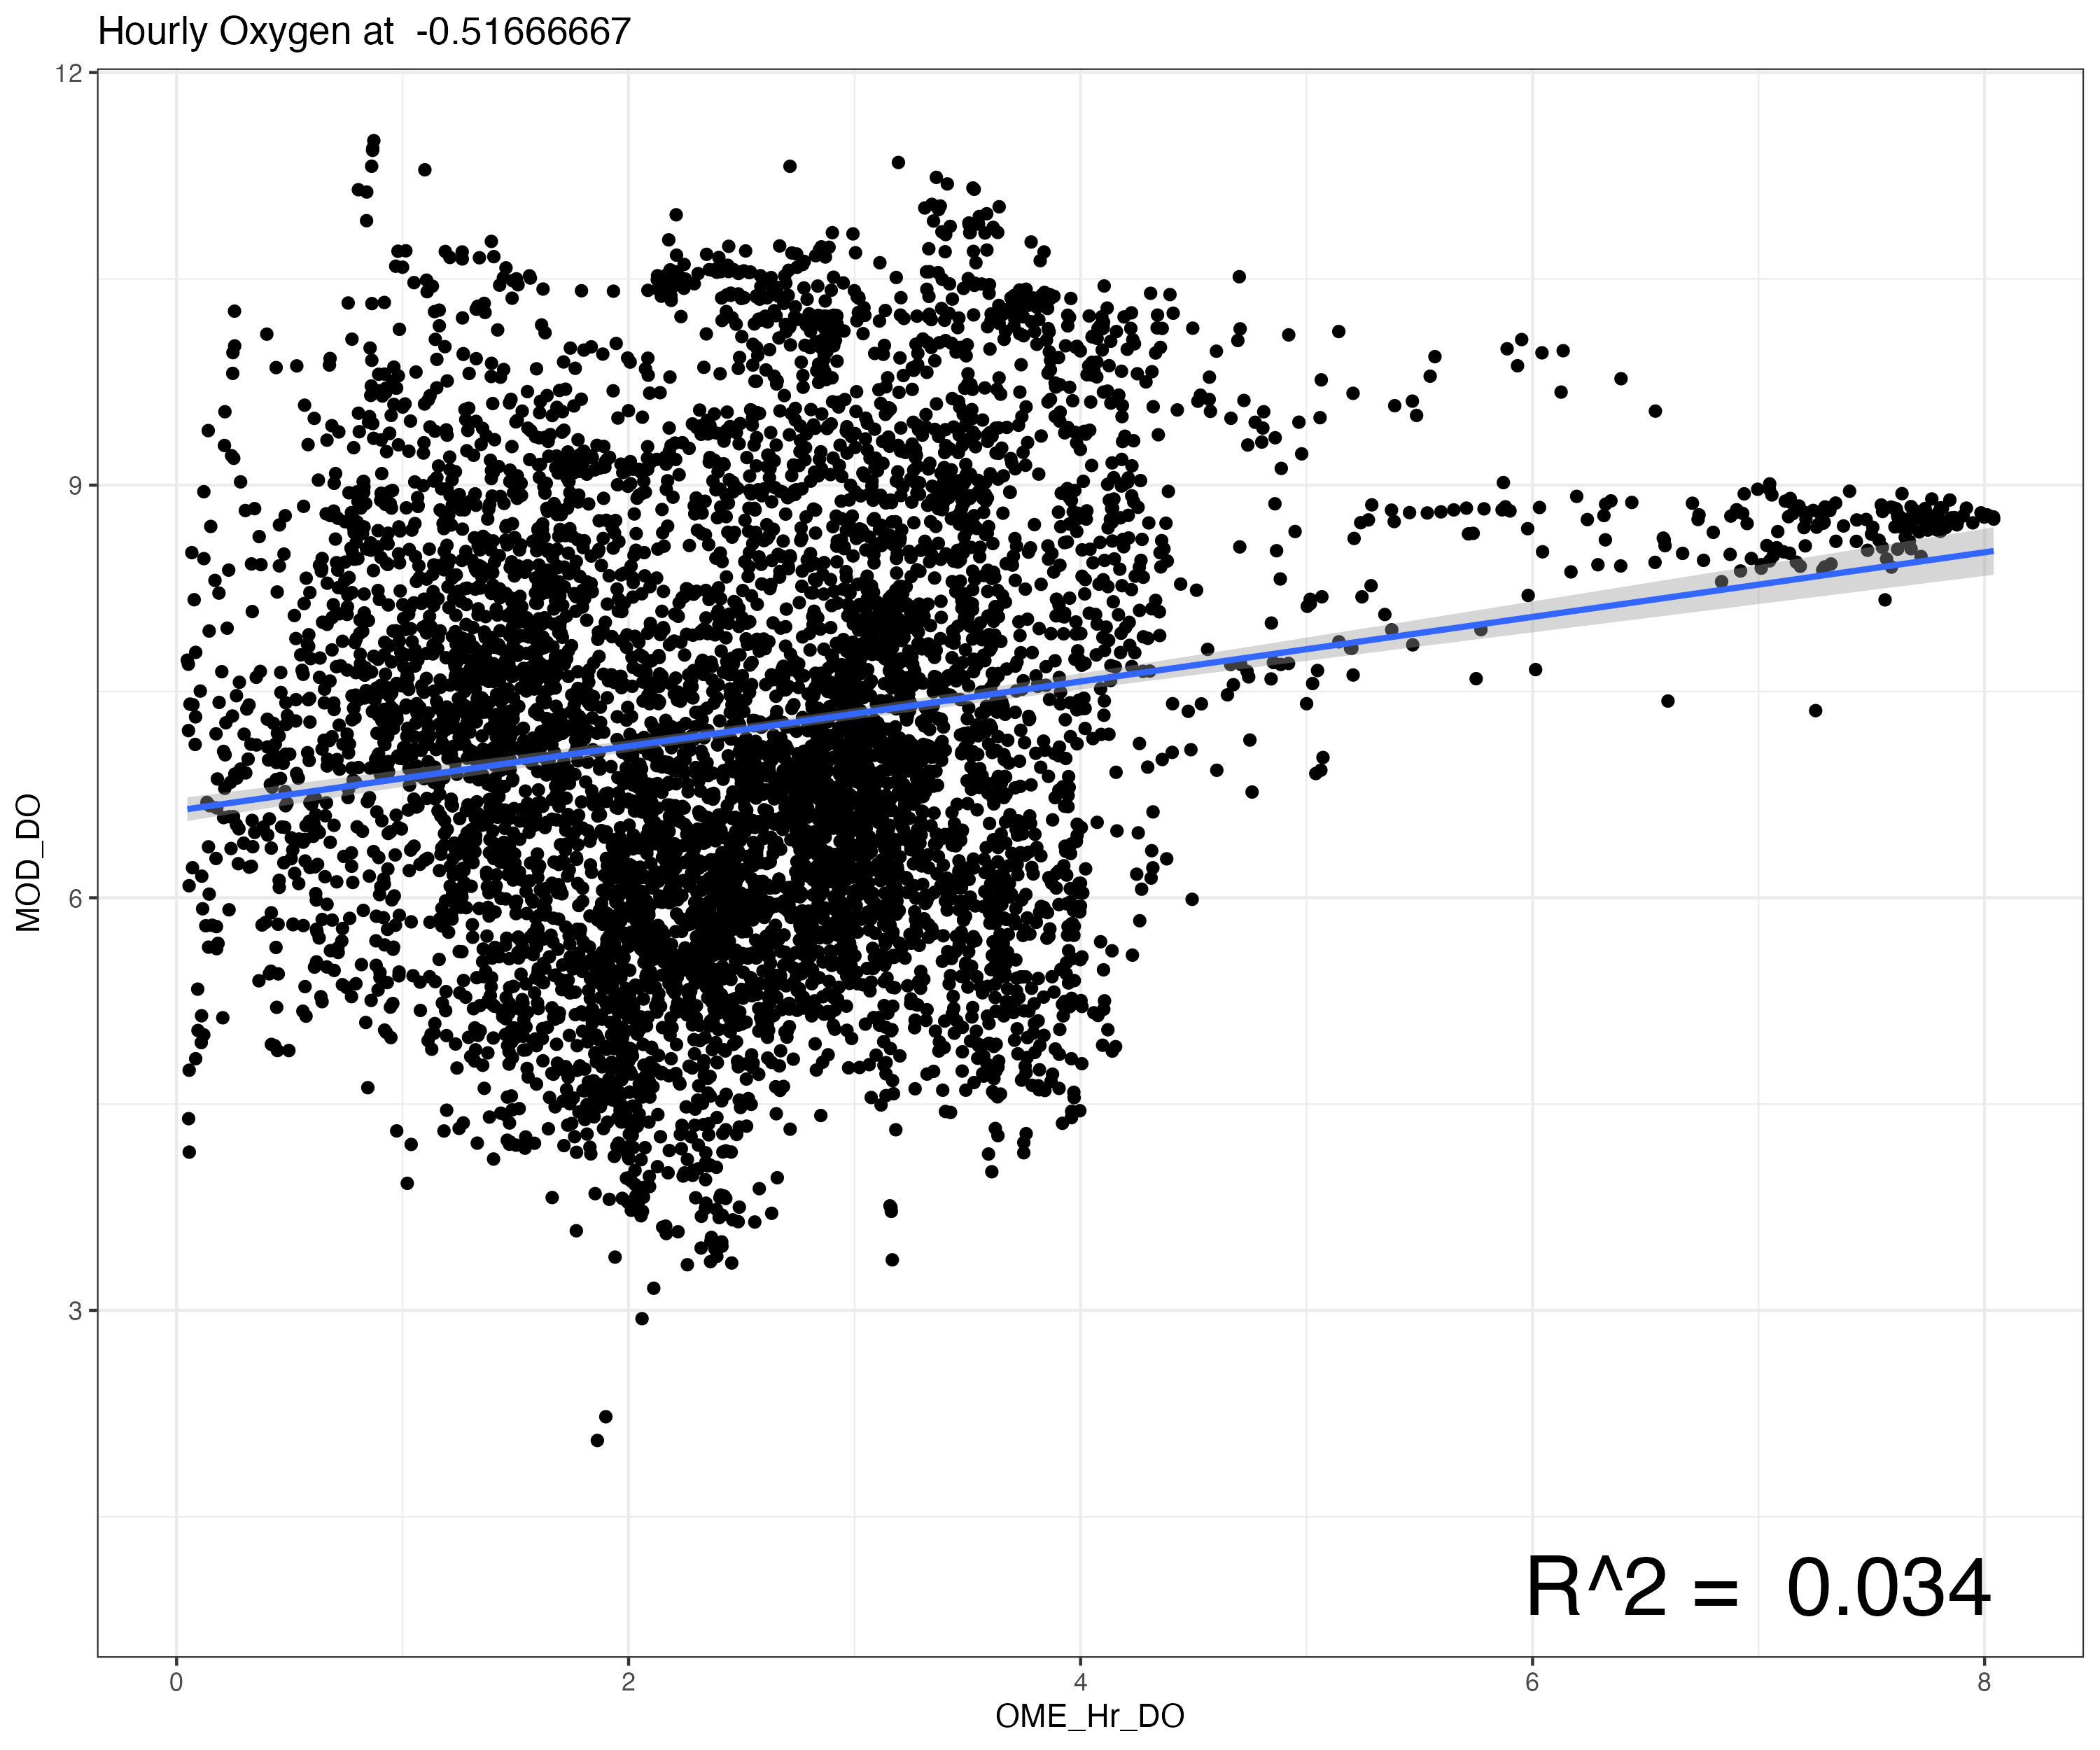 Hourly Oxygen at  -0.51666667
12
9
6
3
MOD_DO
R^2 =  0.034
0 2 4 6 8
OME_Hr_DO